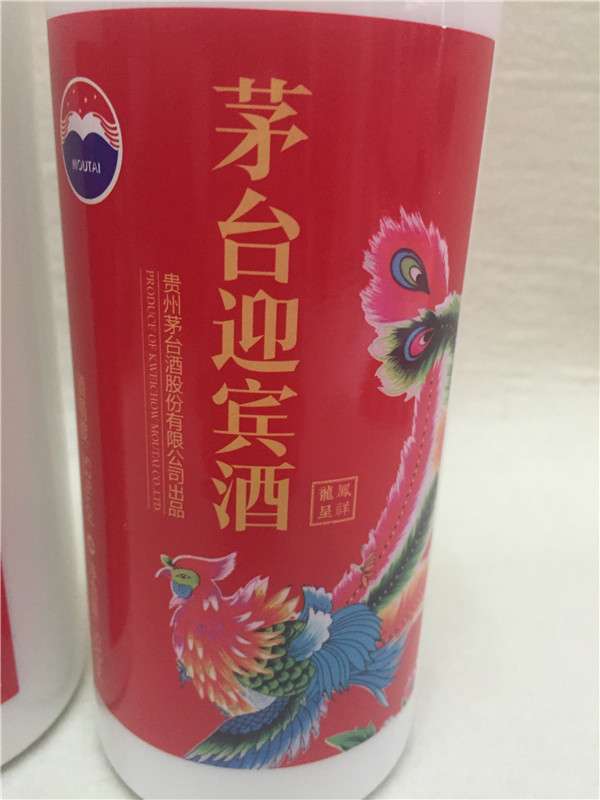 MOUTAI
茅台迎宾酒
贵州茅台酒股份有限公司出品
PRODUCE OF KWEICHOW MOUTAI CO.,LTD.
鳳祥
龍呈